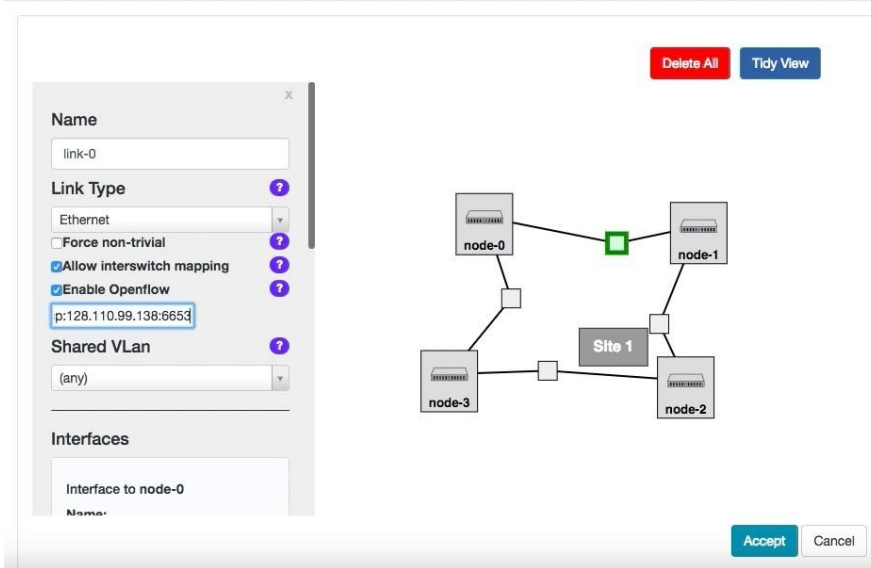 Delete All
Tidy View
x
Name
link-0
Link Type
?
Ethernet
Force non-trivial
?
Allow interswitch mapping
?
Enable Openflow
?
p:128.110.99.138:6653
Shared VLan
?
(any)
Interfaces
Interface to node-0
Name:
node-0
node-1
Site 1
node-3
node-2
Accept
Cancel